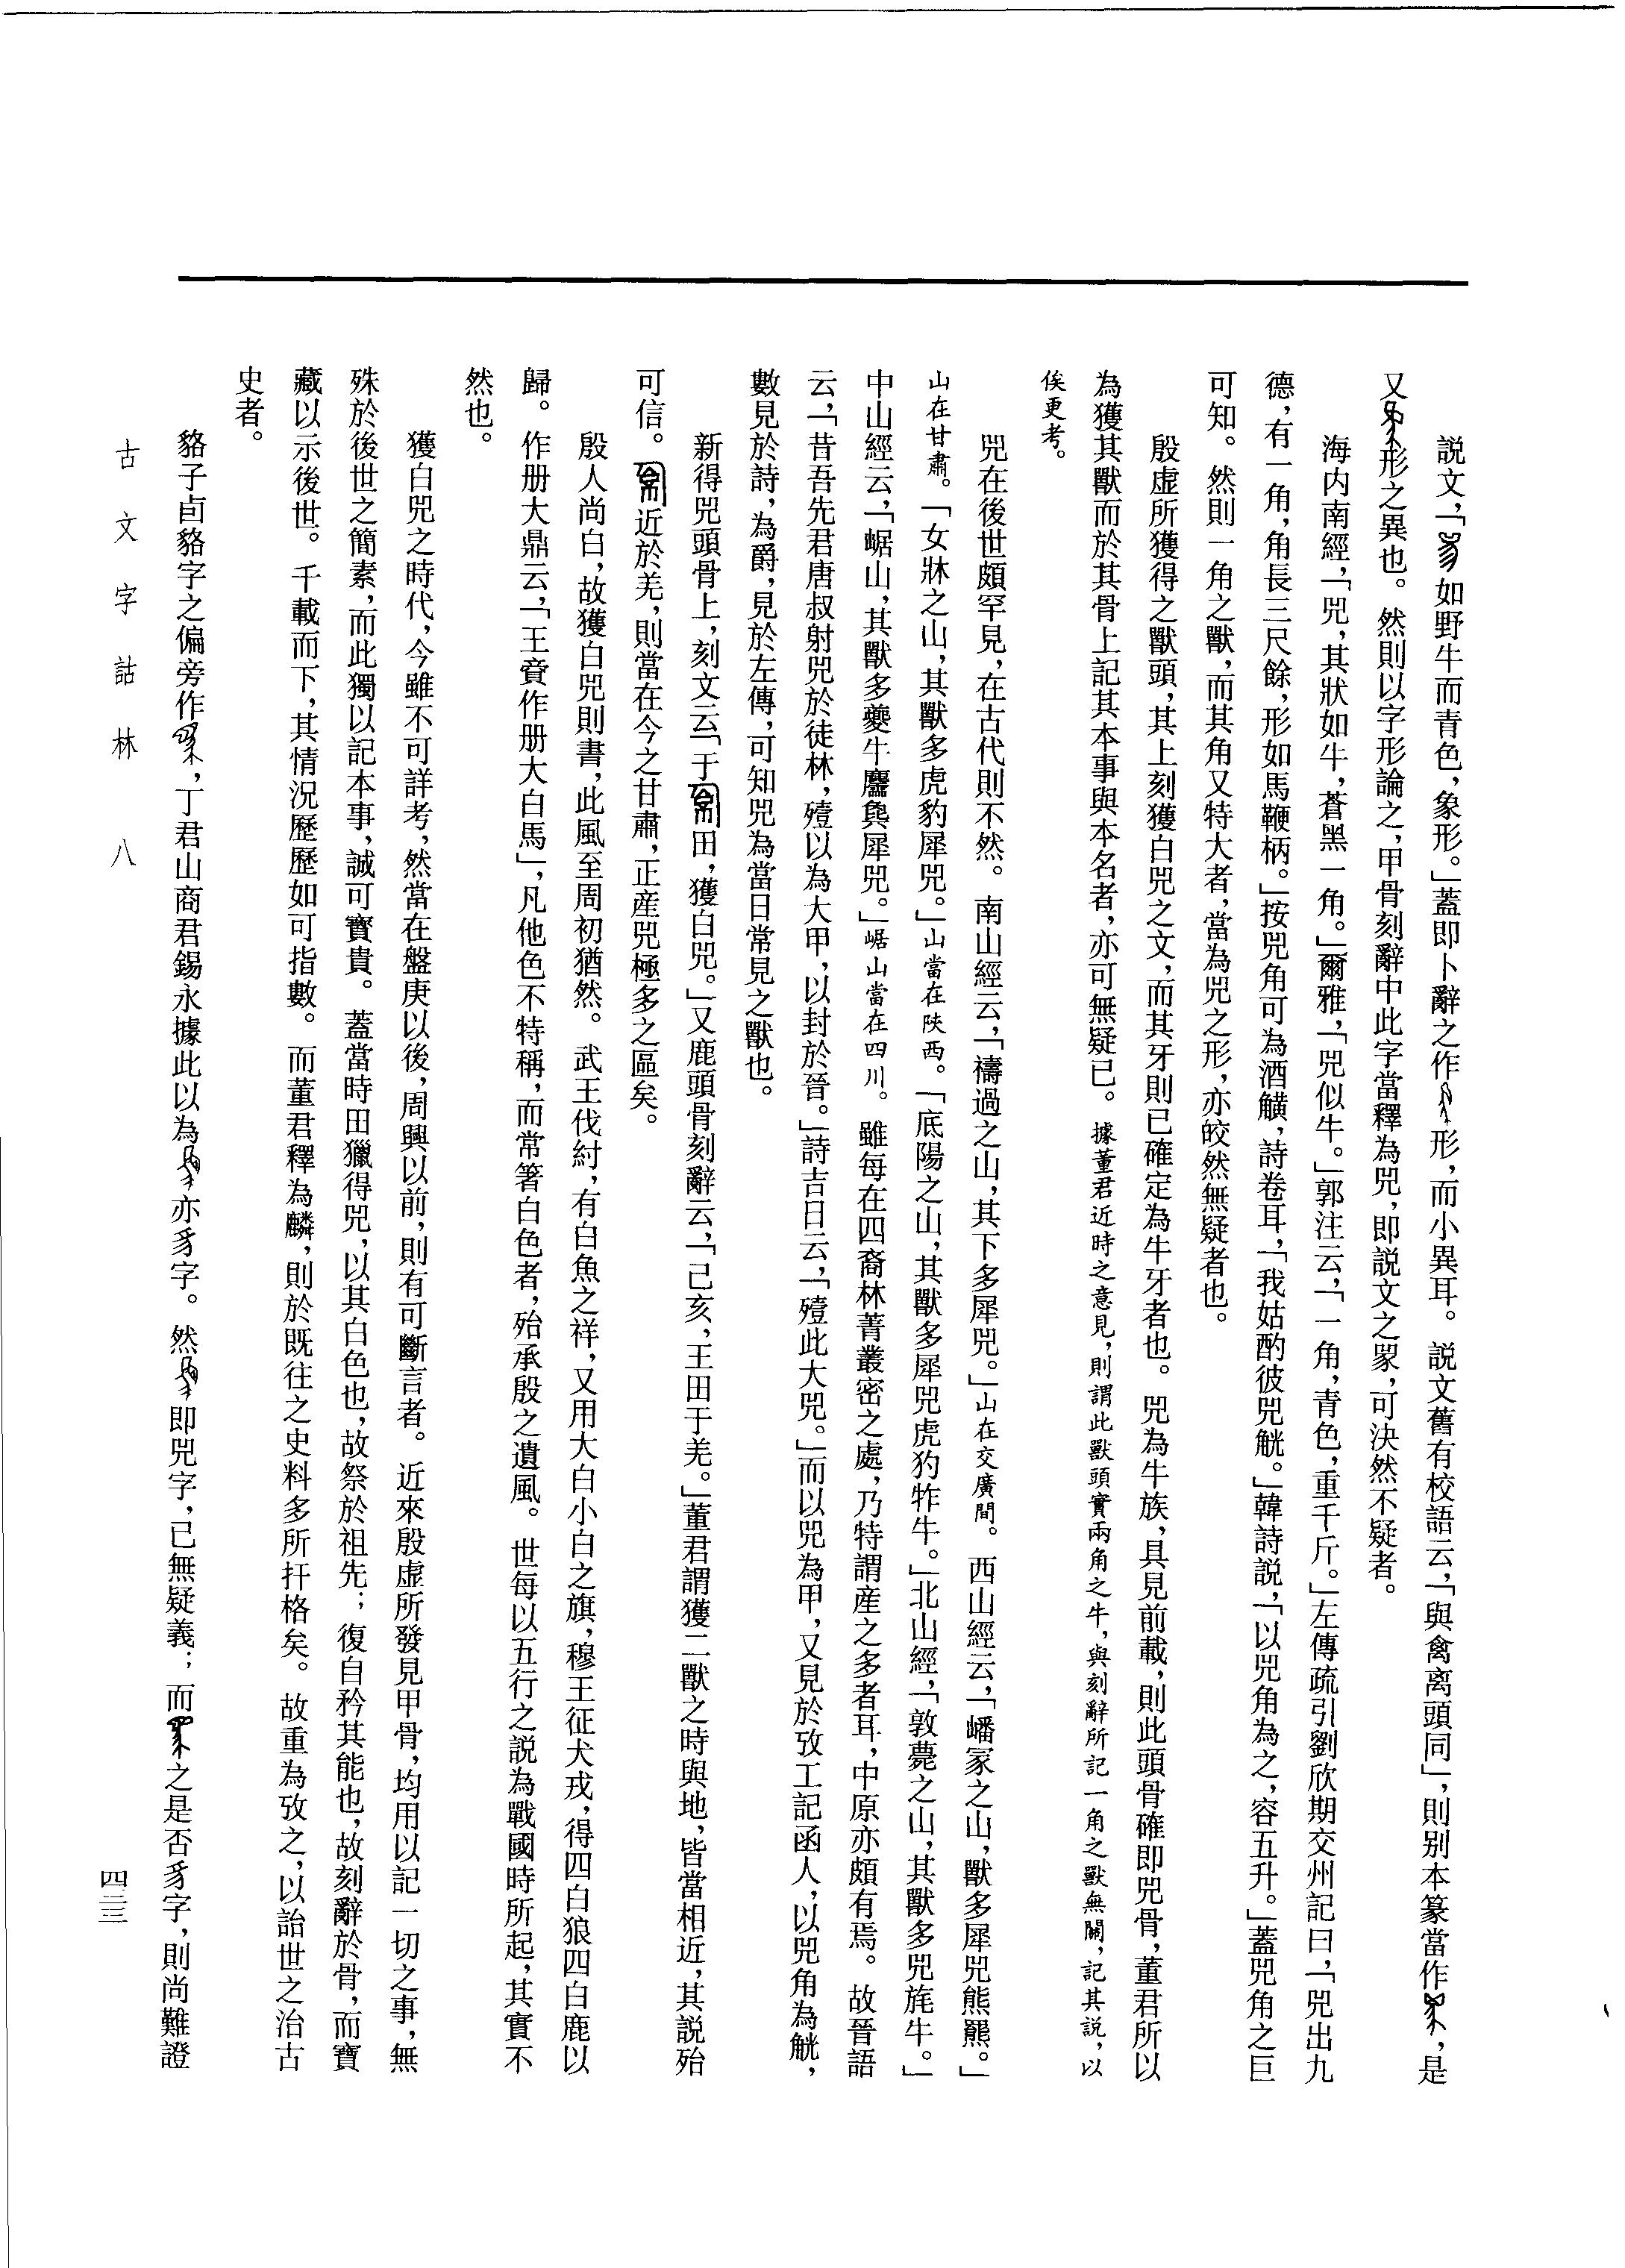 説文，「如野牛而青色，象形。」蓋即卜辭之作形，而小異耳。説文舊有校語云，「與禽离頭同」，則别本篆當作，是
又形之異也。然則以字形論之，甲骨刻辭中此字當釋為兕，即説文之𤉡，可決然不疑者。
海内南經，「兕，其狀如牛，蒼黑一角。」爾雅，「兕似牛。」郭注云，「一角，青色，重千斤。」左傳疏引劉欣期交州記曰，「兕出九
德，有一角，角長三尺餘，形如馬鞭柄。」按兕角可為酒觵，詩卷耳，「我姑酌彼兕觥。」韓詩説，「以兕角為之，容五升。」蓋兕角之巨
可知。然則一角之獸，而其角又特大者，當為兕之形，亦皎然無疑者也。
殷虛所獲得之獸頭，其上刻獲白兕之文，而其牙則已確定為牛牙者也。兕為牛族，具見前載，則此頭骨確即兕骨，董君所以
為獲其獸而於其骨上記其本事與本名者，亦可無疑已。據董君近時之意見，則謂此獸頭實兩角之牛，與刻辭所記一角之獸無關，記其説，以
俟更考。
兕在後世頗罕見，在古代則不然。南山經云，「禱過之山，其下多犀兕。」山在交廣間。西山經云，「嶓冢之山，獸多犀兕熊羆。」
山在甘肅。「女牀之山，其獸多虎豹犀兕。」山當在陝西。「底陽之山，其獸多犀兕虎犳㸲牛。」北山經，「敦薨之山，其獸多兕旄牛。」
中山經云，「崌山，其獸多夔牛麢㚟犀兕。」崌山當在四川。雖每在四裔林菁叢密之處，乃特謂産之多者耳，中原亦頗有焉。故晉語
云，「昔吾先君唐叔射兕於徒林，殪以為大甲，以封於晉。」詩吉日云，「殪此大兕。」而以兕為甲，又見於攷工記函人，以兕角為觥，
數見於詩，為爵，見於左傳，可知兕為當日常見之獸也。
新得兕頭骨上，刻文云「于田，獲白兕。」又鹿頭骨刻辭云，「己亥，王田于羌。」董君謂獲二獸之時與地，皆當相近，其説殆
可信。近於羌，則當在今之甘肅，正産兕極多之區矣。
殷人尚白，故獲白兕則書，此風至周初猶然。武王伐紂，有白魚之祥，又用大白小白之旗，穆王征犬戎，得四白狼四白鹿以
歸。作册大鼎云，「王賚作册大白馬」，凡他色不特稱，而常箸白色者，殆承殷之遺風。世每以五行之説為戰國時所起，其實不
然也。
獲白兕之時代，今雖不可詳考，然當在盤庚以後，周興以前，則有可斷言者。近來殷虛所發見甲骨，均用以記一切之事，無
殊於後世之簡素，而此獨以記本事，誠可寶貴。蓋當時田獵得兕，以其白色也，故祭於祖先；復自矜其能也，故刻辭於骨，而寶
藏以示後世。千載而下，其情況歷歷如可指數。而董君釋為麟，則於既往之史料多所扞格矣。故重為攷之，以詒世之治古
史者。
貉子卣貉字之偏旁作，丁君山商君錫永據此以為亦豸字。然即兕字，已無疑義；而之是否豸字，則尚難證
古文字詁林 八
四三三